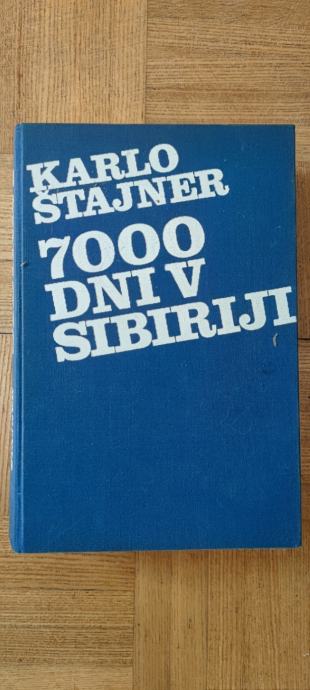 KARLO
ŠTAJNER
7000
DNI V
SIBIRIJI